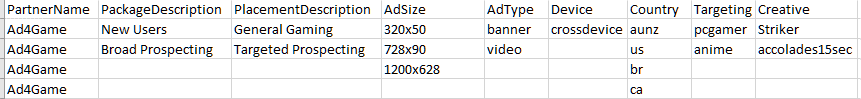 PartnerName PackageDescription PlacementDescription AdSize AdType Device Country Targeting Creative
Ad4Game New Users General Gaming 320x50 banner crossdevice aunz pcgamer Striker
Ad4Game Broad Prospecting Targeted Prospecting 728x90 video us anime accolades15sec
Ad4Game 1200x628 br
Ad4Game ca